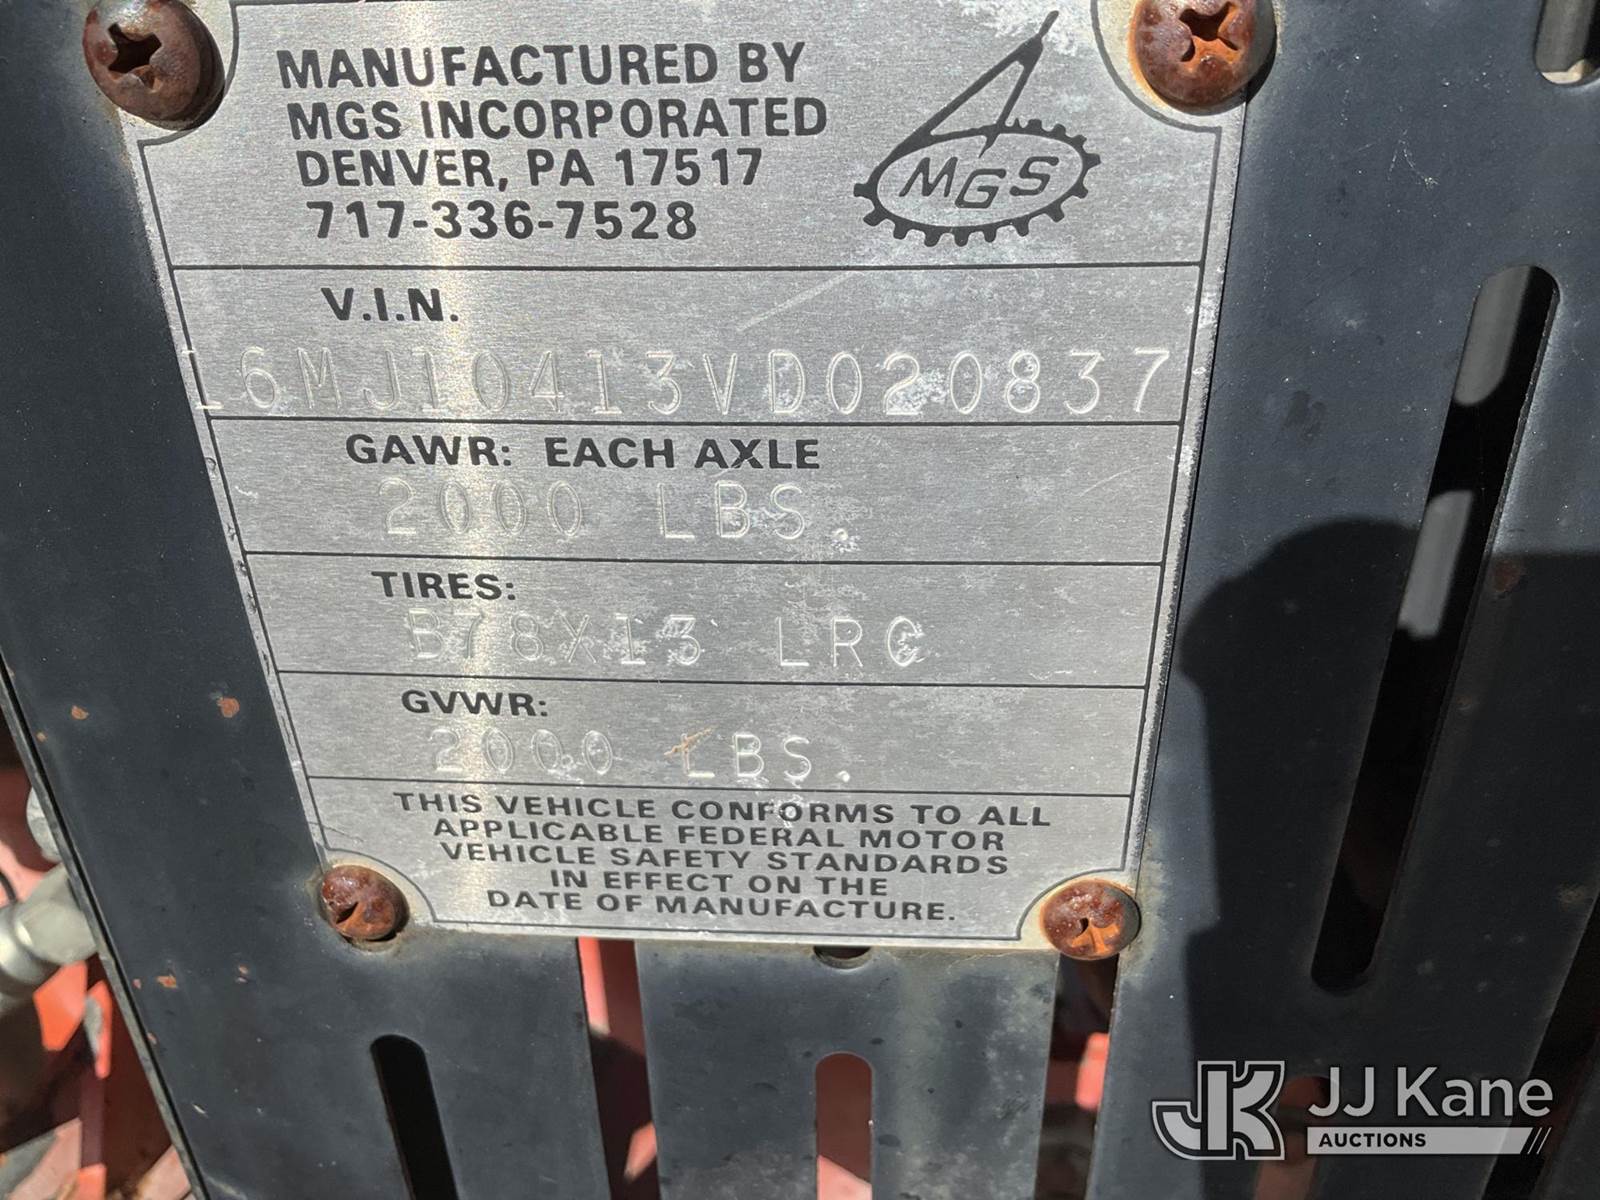 MANUFACTURED BY
MGS INCORPORATED
DENVER, PA 17517
717-336-7528
MGS
V.I.N.
16MJ10413VD020837
GAWR: EACH AXLE
2000 LBS.
TIRES:
B78X13 LRC
GVWR:
2000 LBS.
THIS VEHICLE CONFORMS TO ALL
APPLICABLE FEDERAL MOTOR
VEHICLE SAFETY STANDARDS
IN EFFECT ON THE
DATE OF MANUFACTURE.
JK JJ Kane
AUCTIONS